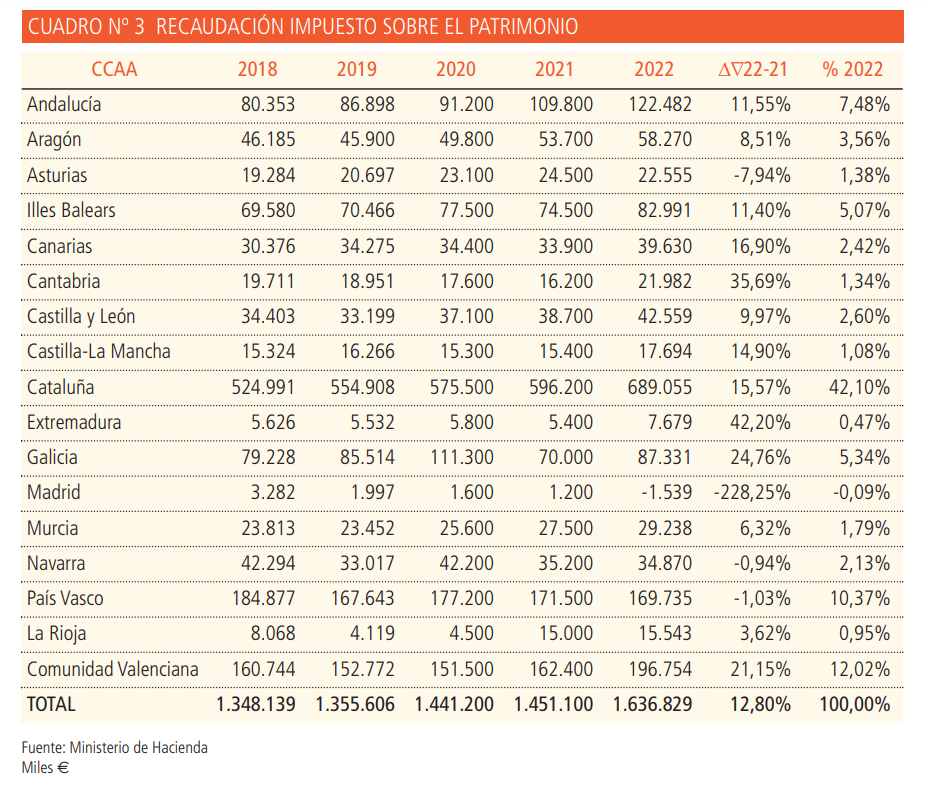 CUADRO Nº 3 RECAUDACIÓN IMPUESTO SOBRE EL PATRIMONIO
CCAA 2018 2019 2020 2021 2022 Δ∇22-21 % 2022
Andalucía 80.353 86.898 91.200 109.800 122.482 11,55% 7,48%
Aragón 46.185 45.900 49.800 53.700 58.270 8,51% 3,56%
Asturias 19.284 20.697 23.100 24.500 22.555 -7,94% 1,38%
Illes Balears 69.580 70.466 77.500 74.500 82.991 11,40% 5,07%
Canarias 30.376 34.275 34.400 33.900 39.630 16,90% 2,42%
Cantabria 19.711 18.951 17.600 16.200 21.982 35,69% 1,34%
Castilla y León 34.403 33.199 37.100 38.700 42.559 9,97% 2,60%
Castilla-La Mancha 15.324 16.266 15.300 15.400 17.694 14,90% 1,08%
Cataluña 524.991 554.908 575.500 596.200 689.055 15,57% 42,10%
Extremadura 5.626 5.532 5.800 5.400 7.679 42,20% 0,47%
Galicia 79.228 85.514 111.300 70.000 87.331 24,76% 5,34%
Madrid 3.282 1.997 1.600 1.200 -1.539 -228,25% -0,09%
Murcia 23.813 23.452 25.600 27.500 29.238 6,32% 1,79%
Navarra 42.294 33.017 42.200 35.200 34.870 -0,94% 2,13%
País Vasco 184.877 167.643 177.200 171.500 169.735 -1,03% 10,37%
La Rioja 8.068 4.119 4.500 15.000 15.543 3,62% 0,95%
Comunidad Valenciana 160.744 152.772 151.500 162.400 196.754 21,15% 12,02%
TOTAL 1.348.139 1.355.606 1.441.200 1.451.100 1.636.829 12,80% 100,00%
Fuente: Ministerio de Hacienda
Miles €